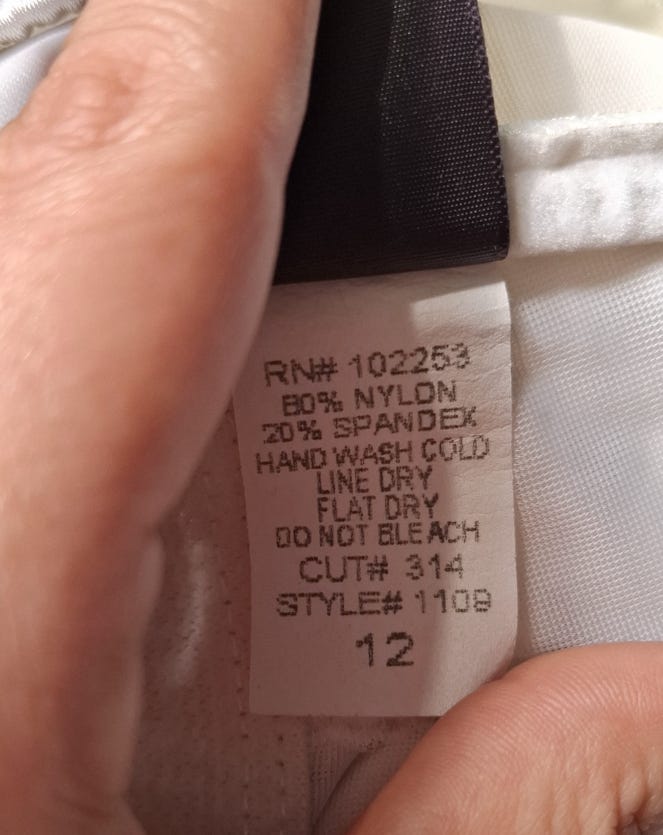 RN# 102253
80% NYLON
20% SPANDEX
HAND WASH COLD
LINE DRY
FLAT DRY
DO NOT BLEACH
CUT# 314
STYLE# 1109
12